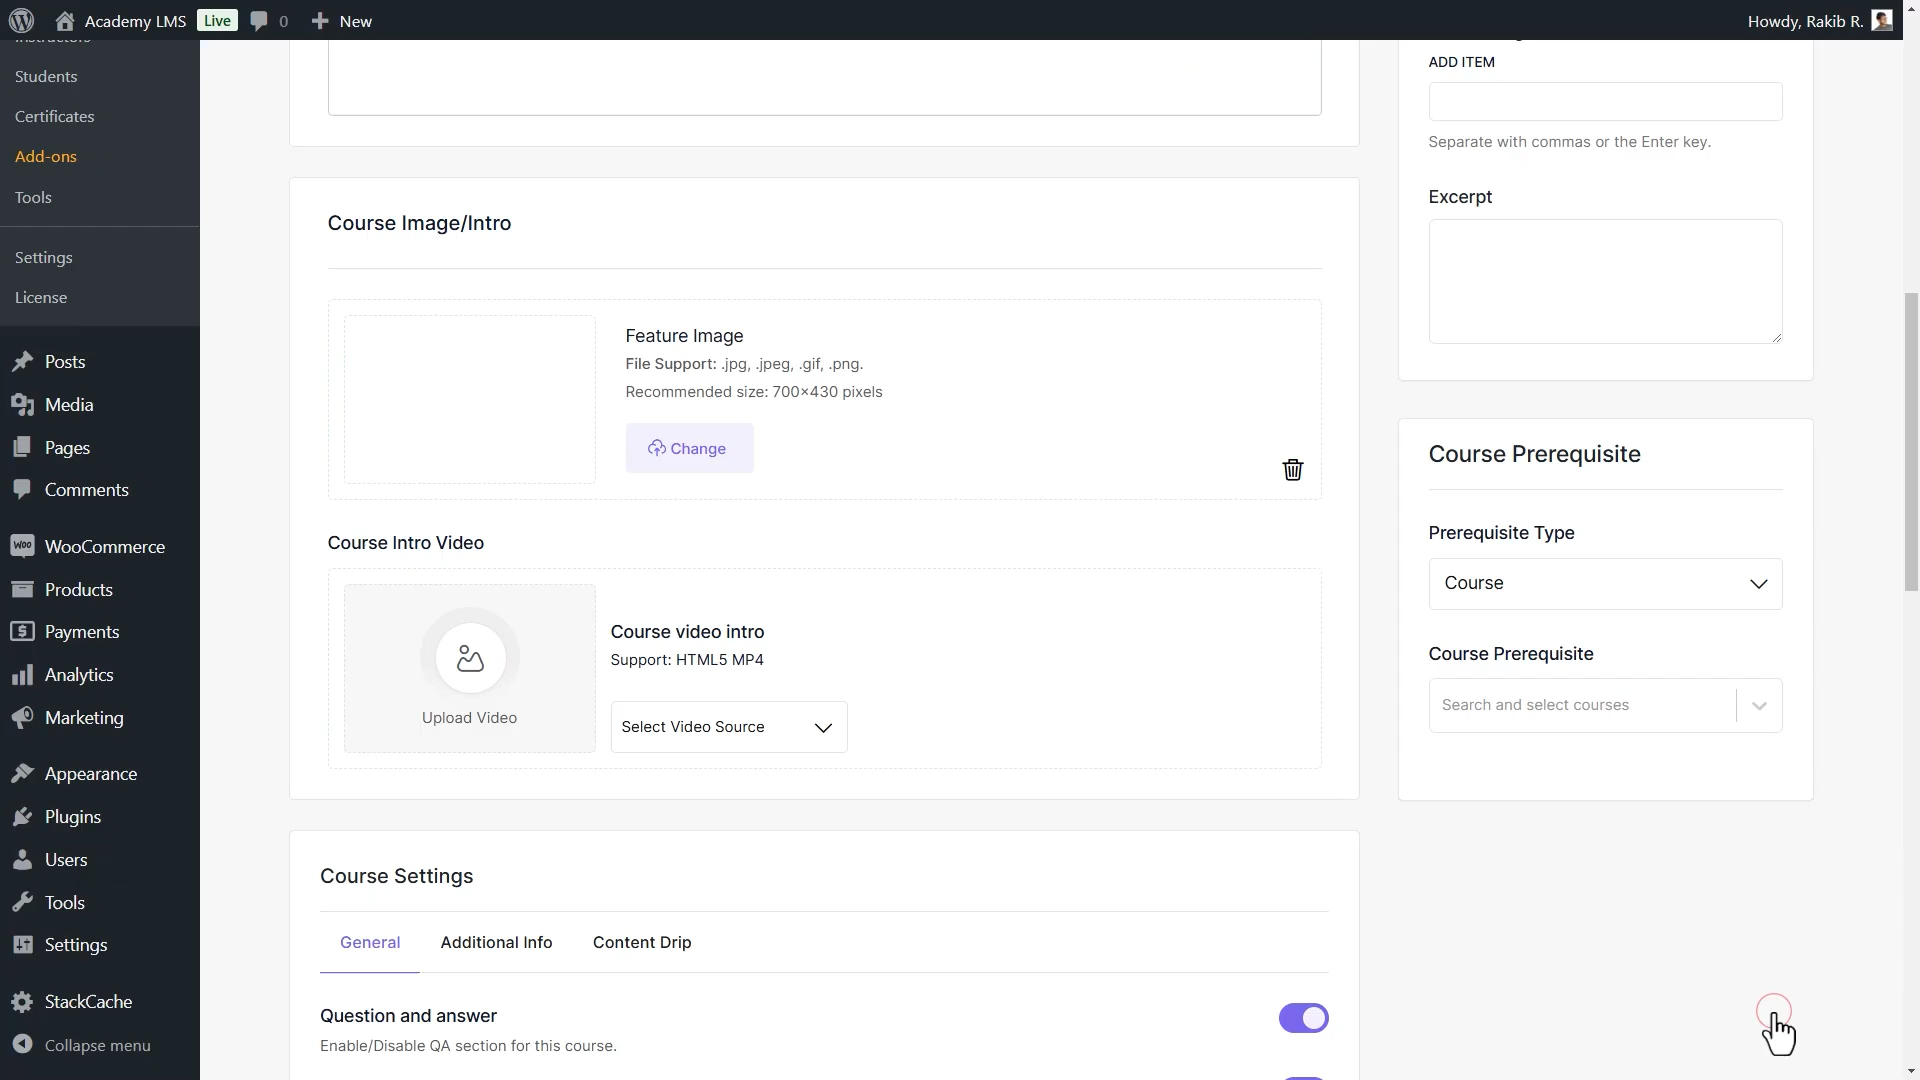 Academy LMS Live 0 New
Howdy, Rakib R.
Instructors
Students
Certificates
Add-ons
Tools
Settings
License
Posts
Media
Pages
Comments
WooCommerce
Products
Payments
Analytics
Marketing
Appearance
Plugins
Users
Tools
Settings
StackCache
Collapse menu
Course Image/Intro
Feature Image
File Support: .jpg, .jpeg, .gif, .png.
Recommended size: 700×430 pixels
Change
Course Intro Video
Upload Video
Course video intro
Support: HTML5 MP4
Select Video Source
Course Settings
General Additional Info Content Drip
Question and answer
Enable/Disable QA section for this course.
ADD ITEM
Separate with commas or the Enter key.
Excerpt
Course Prerequisite
Prerequisite Type
Course
Course Prerequisite
Search and select courses